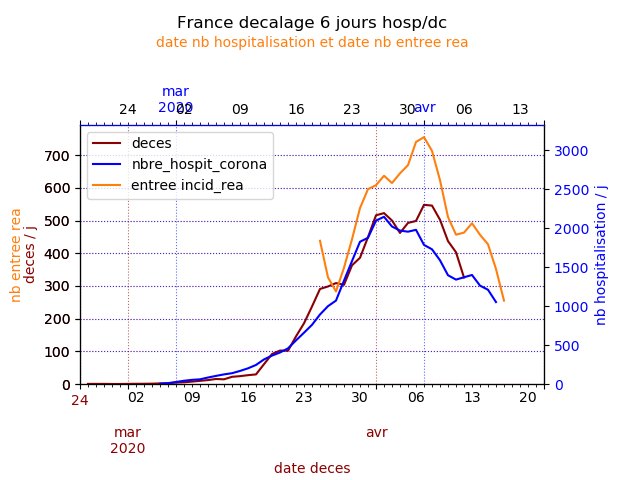 France decalage 6 jours hosp/dc
date nb hospitalisation et date nb entree rea
mar
2020
avr
24 02 09 16 23 30 06 13
deces
nbre_hospit_corona
entree incid_rea
700
600
500
400
300
200
100
0
nb entree rea
deces / j
3000
2500
2000
1500
1000
500
0
nb hospitalisation / j
24 02 09 16 23 30 06 13 20
mar
2020
avr
date deces